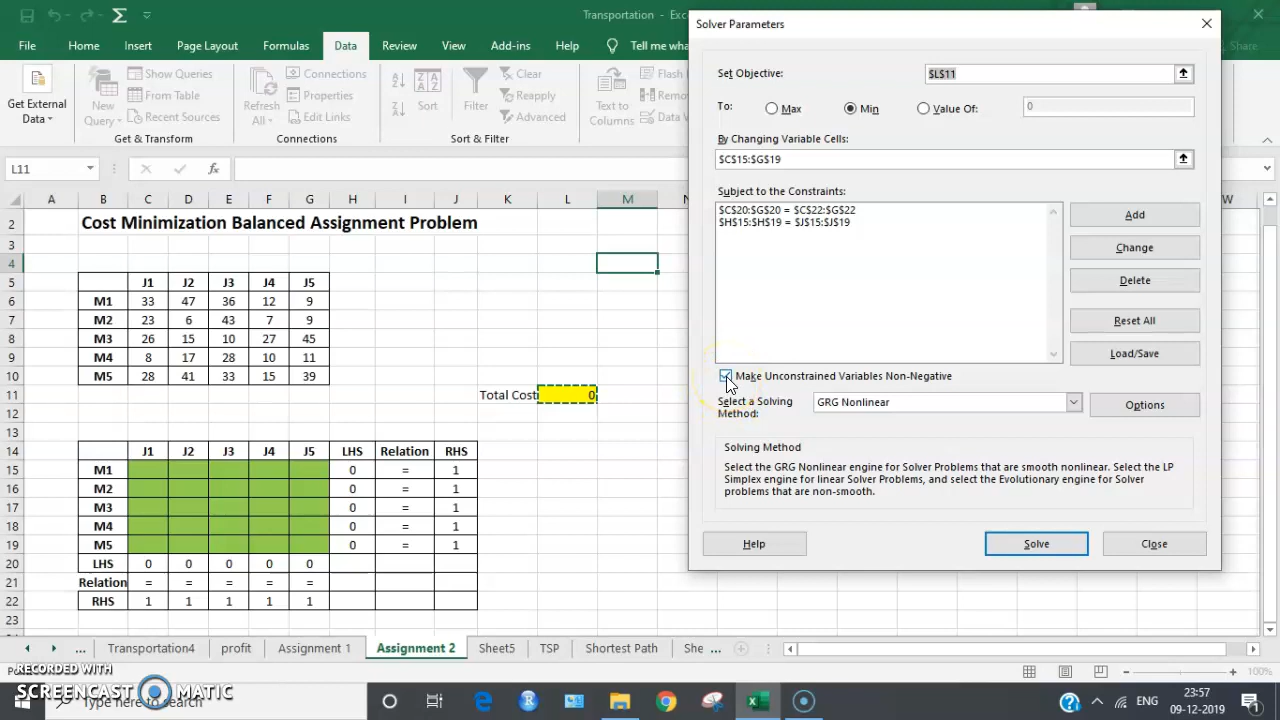 Transportation - Exc
Solver Parameters
File Home Insert Page Layout Formulas Data Review View Add-ins Help Tell me wha
Share
Get External
Data
New
Query
Show Queries
From Table
Recent Sources
Get & Transform
Refresh
All
Connections
Properties
Edit Links
Connections
Sort
Filter
Clear
Reapply
Advanced
Sort & Filter
Text to
Columns
Flash
Remo
Data V
L11
fx
A B C D E F G H I J K L M N W
2 Cost Minimization Balanced Assignment Problem
3
4
5 J1 J2 J3 J4 J5
6 M1 33 47 36 12 9
7 M2 23 6 43 7 9
8 M3 26 15 10 27 45
9 M4 8 17 28 10 11
10 M5 28 41 33 15 39
11 Total Cost 0
12
13
14 J1 J2 J3 J4 J5 LHS Relation RHS
15 M1 0 = 1
16 M2 0 = 1
17 M3 0 = 1
18 M4 0 = 1
19 M5 0 = 1
20 LHS 0 0 0 0 0
21 Relation = = = = =
22 RHS 1 1 1 1 1
23
Set Objective: $L$11
To: Max Min Value Of: 0
By Changing Variable Cells:
$C$15:$G$19
Subject to the Constraints:
$C$20:$G$20 = $C$22:$G$22
$H$15:$H$19 = $J$15:$J$19
Add
Change
Delete
Reset All
Load/Save
Make Unconstrained Variables Non-Negative
Select a Solving
Method:
GRG Nonlinear
Options
Solving Method
Select the GRG Nonlinear engine for Solver Problems that are smooth nonlinear. Select the LP
Simplex engine for linear Solver Problems, and select the Evolutionary engine for Solver
problems that are non-smooth.
Help Solve Close
... Transportation4 profit Assignment 1 Assignment 2 Sheet5 TSP Shortest Path She ...
100%
RECORDED WITH
SCREENCAST MATIC
Type here to search
ENG
23:57
09-12-2019